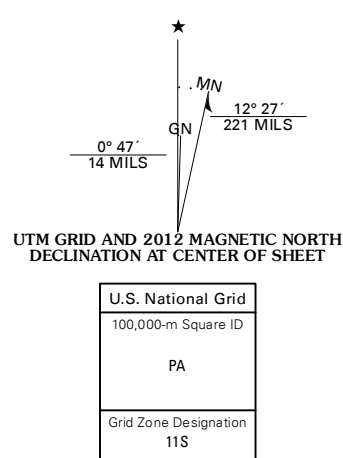 ★
MN
12° 27´
221 MILS
GN
0° 47´
14 MILS
UTM GRID AND 2012 MAGNETIC NORTH
DECLINATION AT CENTER OF SHEET
U.S. National Grid
100,000-m Square ID
PA
Grid Zone Designation
11S